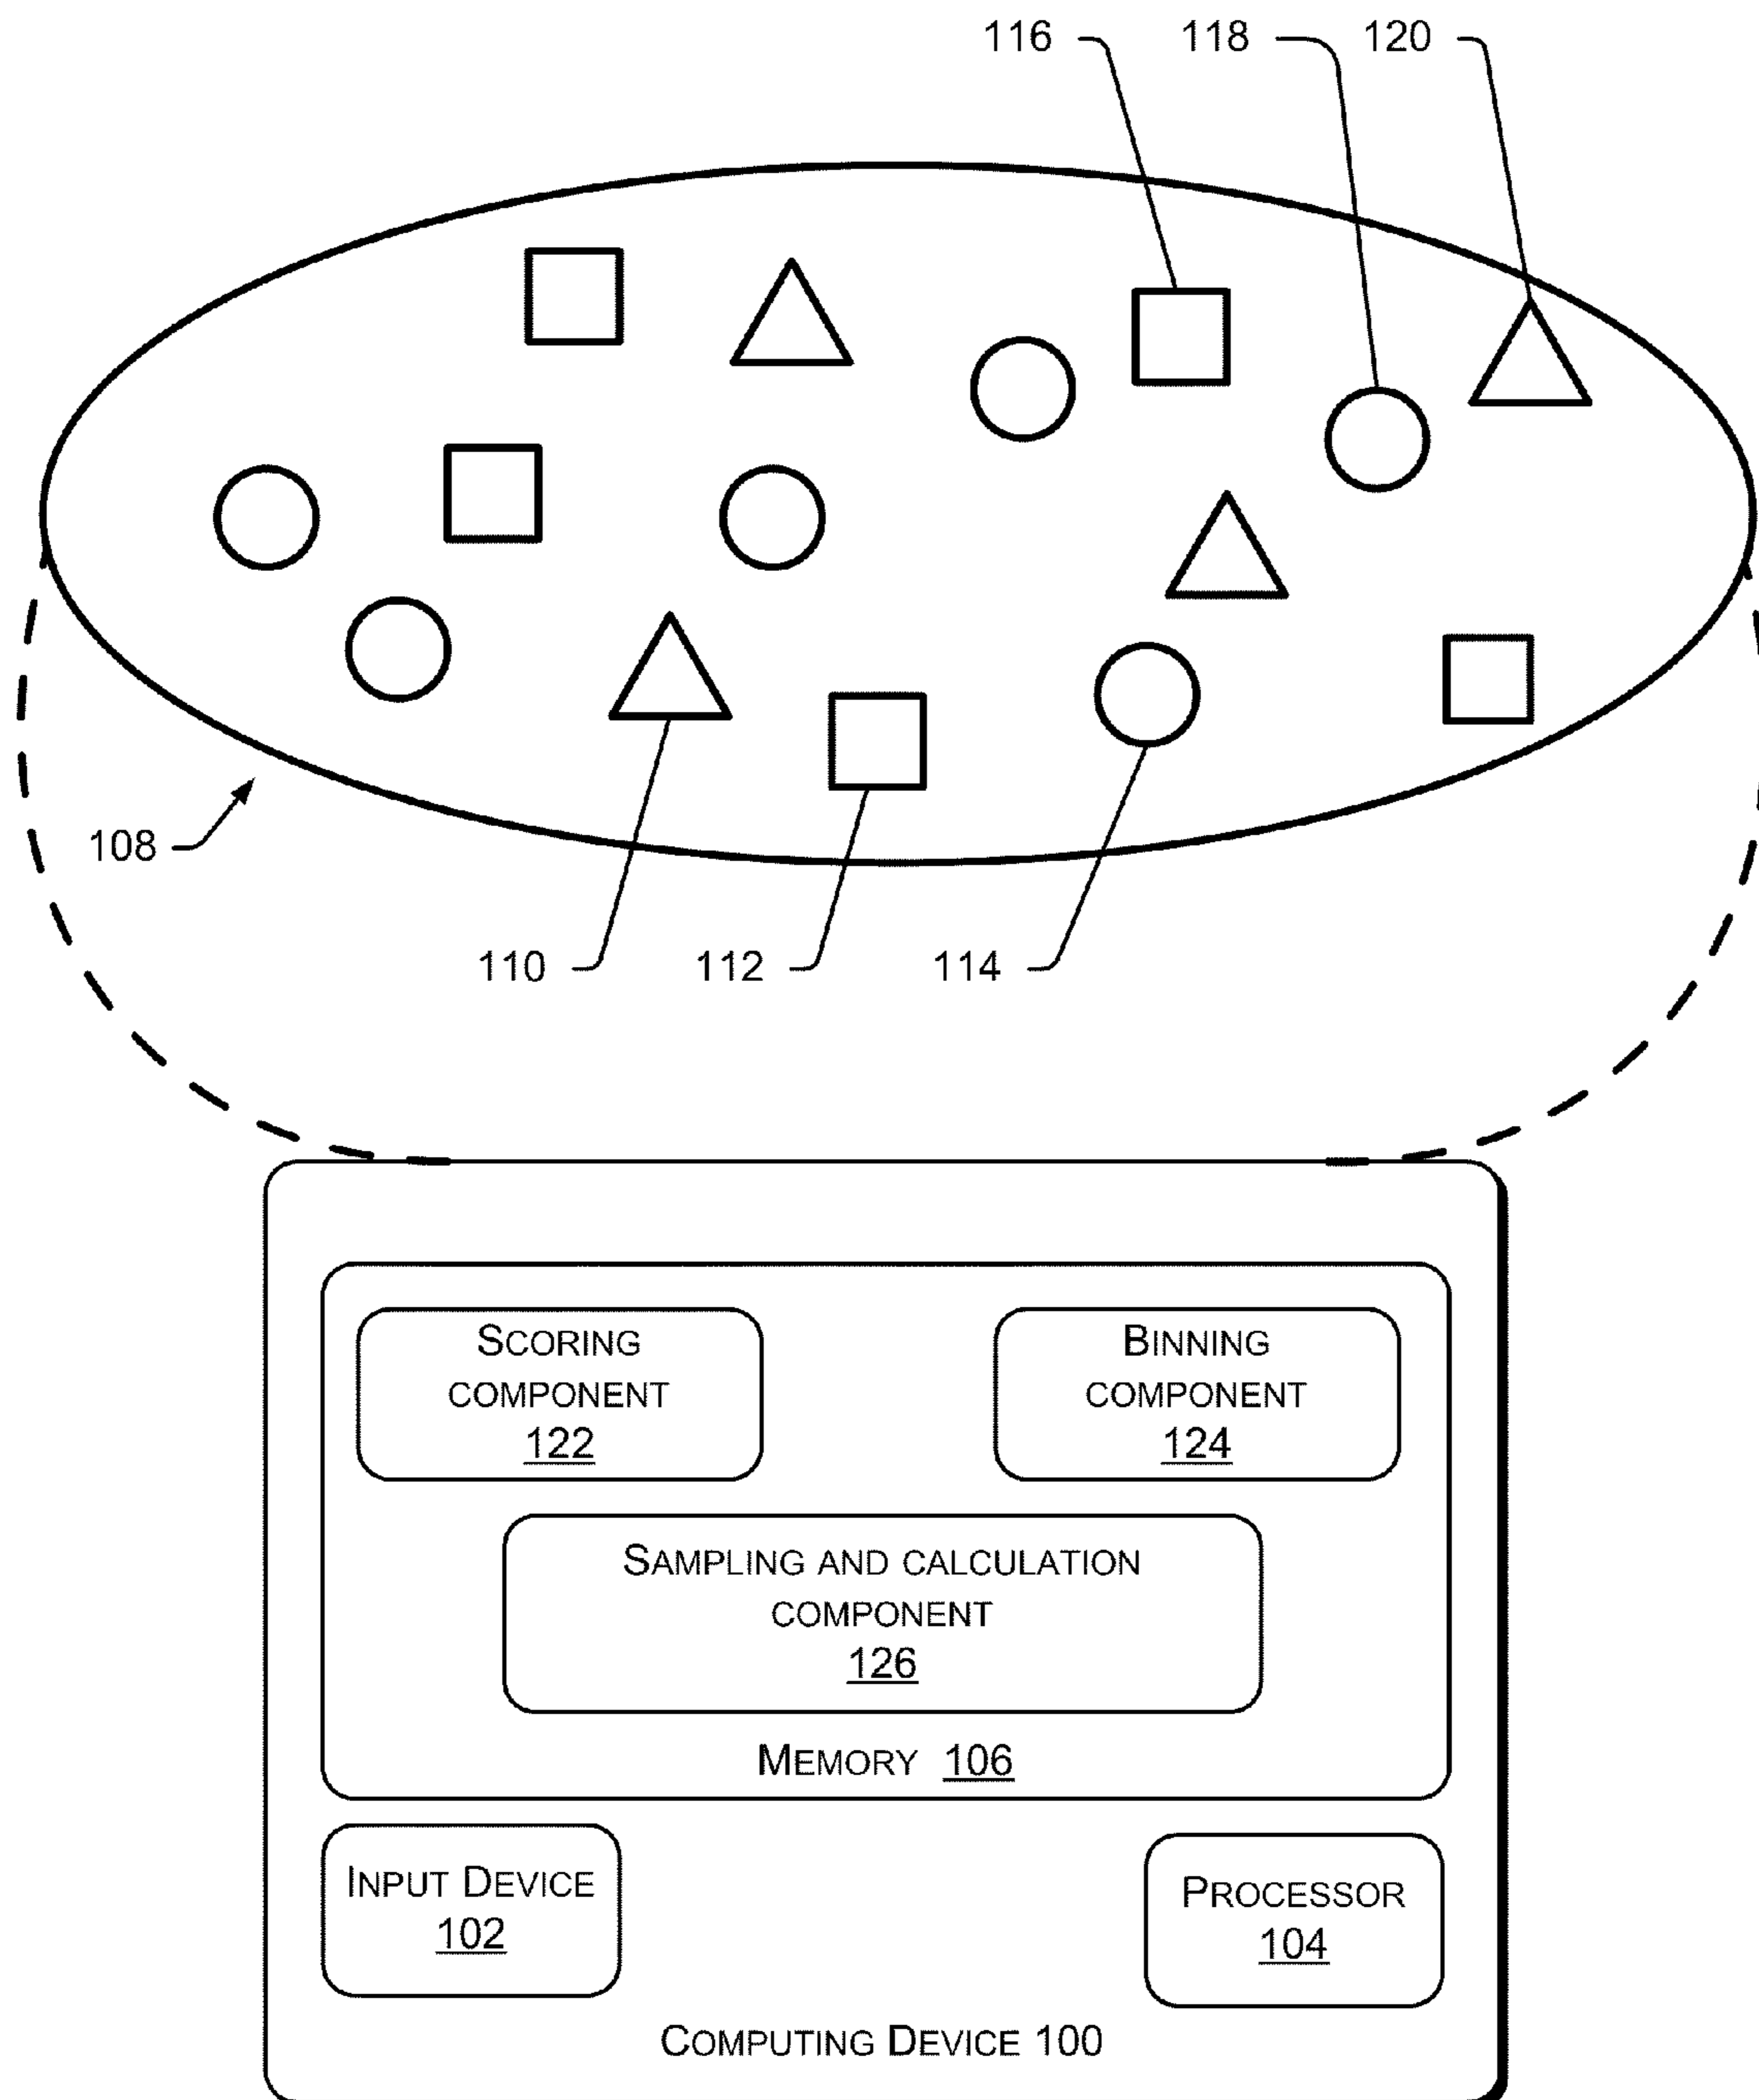 116 118 120
108
110 112 114
SCORING
COMPONENT
122
BINNING
COMPONENT
124
SAMPLING AND CALCULATION
COMPONENT
126
MEMORY 106
INPUT DEVICE
102
PROCESSOR
104
COMPUTING DEVICE 100